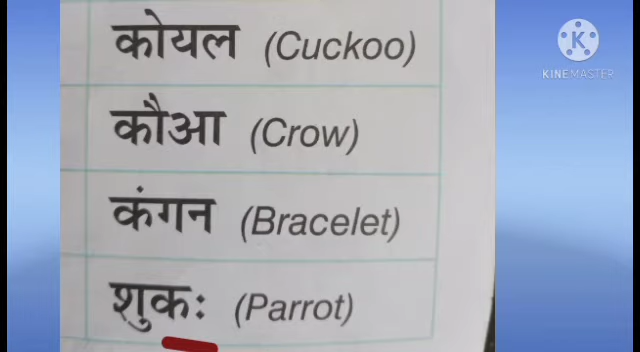 कोयल (Cuckoo)
K
KINEMASTER
कौआ (Crow)
कंगन (Bracelet)
शुकः (Parrot)